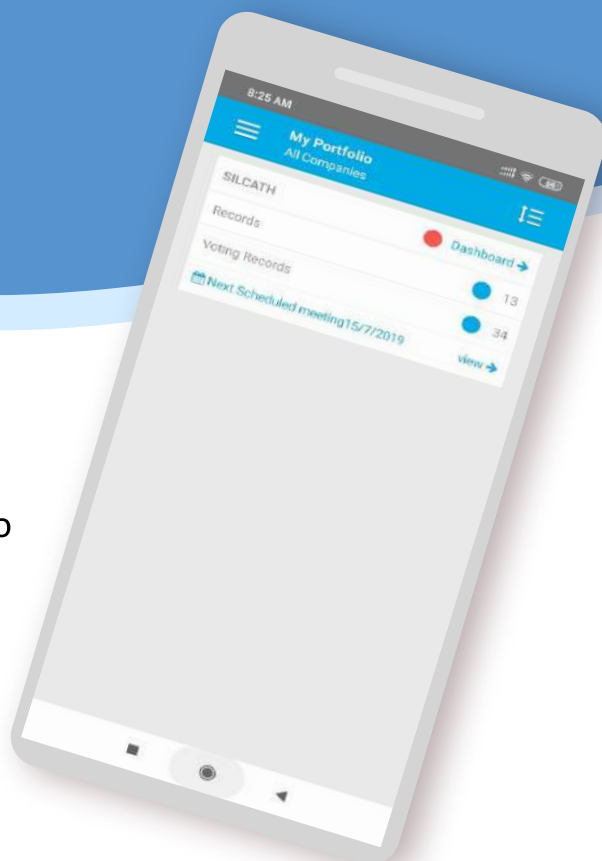 8:25 AM
64
My Portfolio
All Companies
SILCATH
Dashboard
Records
13
Voting Records
34
Next Scheduled meeting15/7/2019
view
o